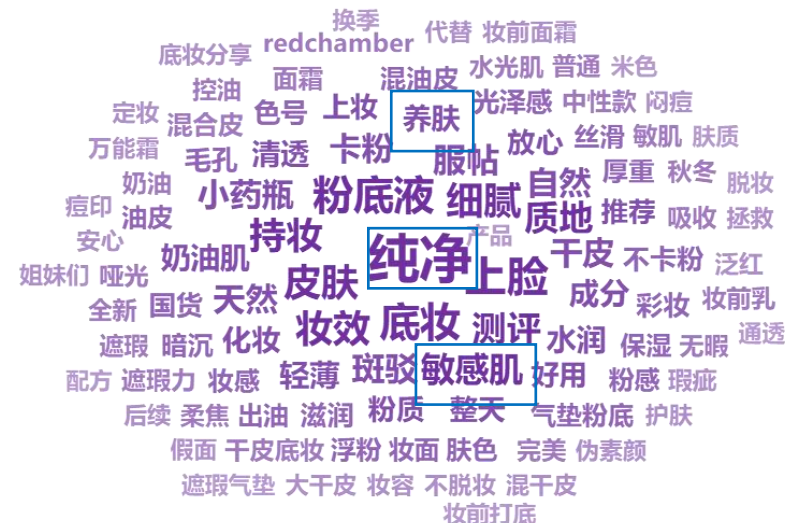 换季
底妆分享 redchamber 代替 妆前面霜
控油 面霜 混油皮 水光肌 普通 米色
定妆 混合皮 色号 上妆 养肤 光泽感 中性款 闷痘
万能霜 毛孔 清透 卡粉 服帖 放心 丝滑 敏肌 肤质
奶油 小药瓶 粉底液 细腻 自然 厚重 秋冬 脱妆
痘印 油皮 持妆 质地 推荐 吸收 拯救
安心 奶油肌 纯净 产品 干皮 不卡粉 泛红
姐妹们 哑光 皮肤 上脸 成分 彩妆 妆前乳
全新 国货 天然 妆效 底妆 测评 水润 保湿 无暇 通透
遮瑕 暗沉 化妆
配方 遮瑕力 妆感 轻薄 斑驳 敏感肌 好用 粉感 瑕疵
后续 柔焦 出油 滋润 粉质 整天 气垫粉底 护肤
假面 干皮底妆 浮粉 妆面 肤色 完美 伪素颜
遮瑕气垫 大干皮 妆容 不脱妆 混干皮
妆前打底